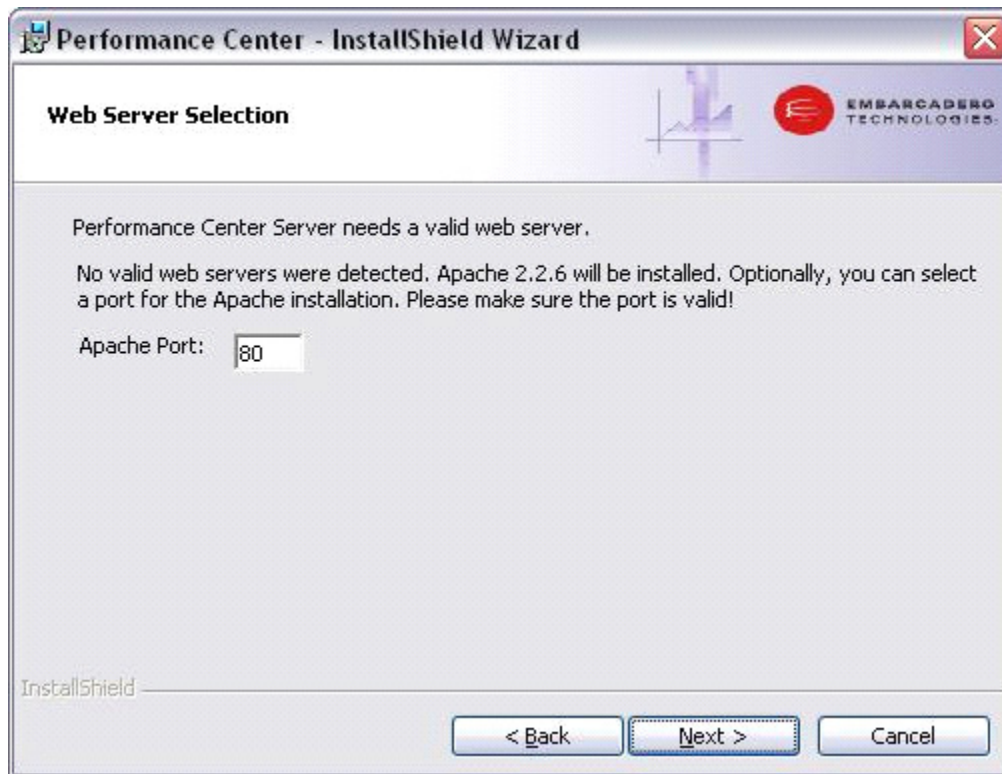 Performance Center - InstallShield Wizard
Web Server Selection
EMBARCADERO
TECHNOLOGIES
Performance Center Server needs a valid web server.
No valid web servers were detected. Apache 2.2.6 will be installed. Optionally, you can select
a port for the Apache installation. Please make sure the port is valid!
Apache Port: 80
InstallShield
< Back Next > Cancel